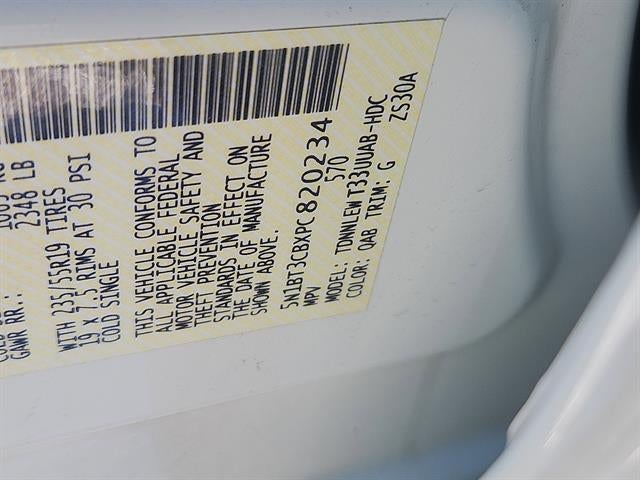 GAWR RR.:
2348 LB
WITH 235/55R19 TIRES
19 X 7.5 RIMS AT 30 PSI
COLD SINGLE
THIS VEHICLE CONFORMS TO
ALL APPLICABLE FEDERAL
MOTOR VEHICLE SAFETY AND
THEFT PREVENTION
STANDARDS IN EFFECT ON
THE DATE OF MANUFACTURE
SHOWN ABOVE.
5N1BT3CBXPC820234
MPV 570
MODEL: TDNNLEW T33UUAB-HDC
COLOR: QAB TRIM: G ZS30A